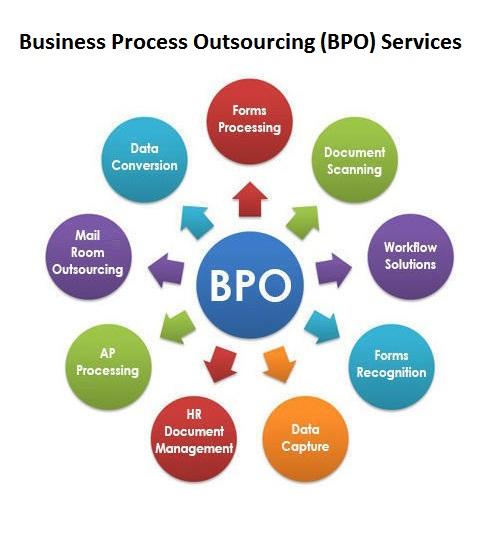 Business Process Outsourcing (BPO) Services
Forms
Processing
Document
Scanning
Workflow
Solutions
Forms
Recognition
Data
Capture
HR
Document
Management
AP
Processing
Mail
Room
Outsourcing
Data
Conversion
BPO